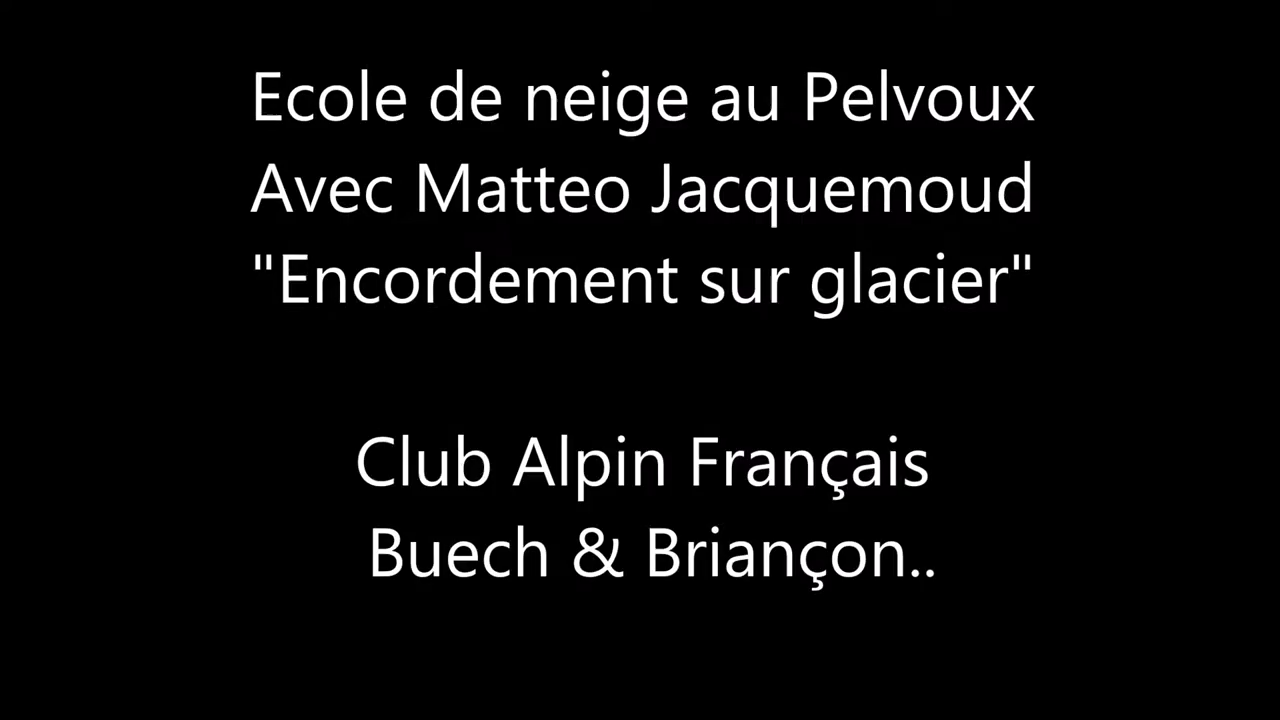 Ecole de neige au Pelvoux
Avec Matteo Jacquemoud
"Encordement sur glacier"
Club Alpin Français
Buech & Briançon..